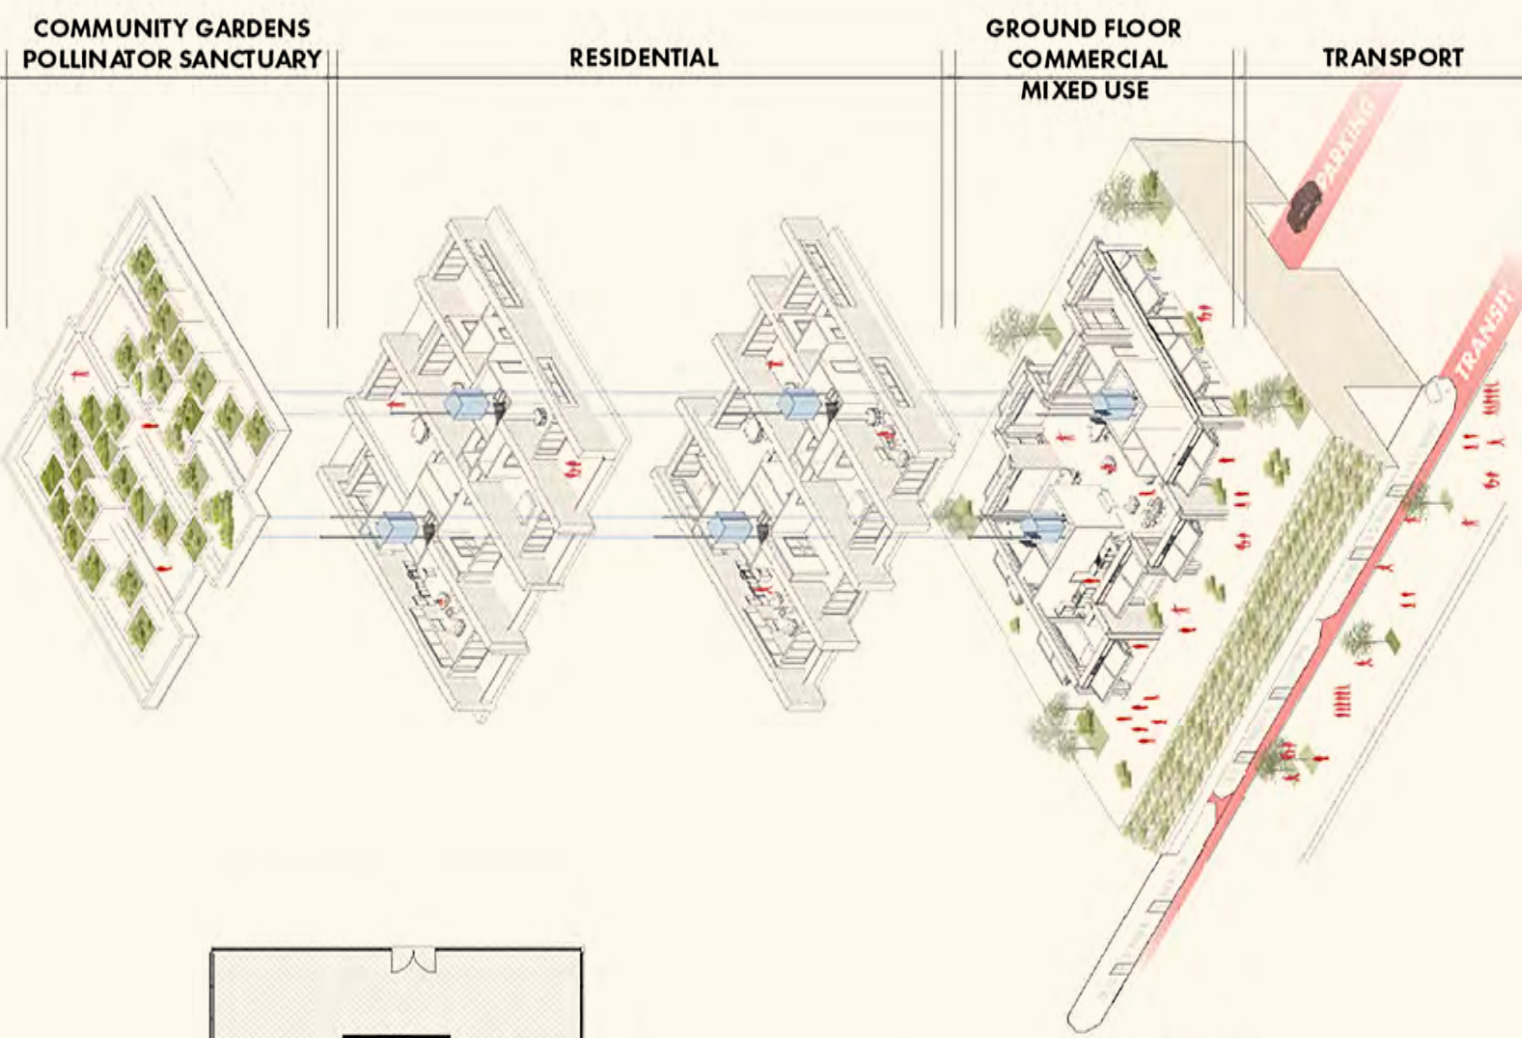 COMMUNITY GARDENS
POLLINATOR SANCTUARY
RESIDENTIAL
GROUND FLOOR
COMMERCIAL
MIXED USE
TRANSPORT
PARKING
TRANSIT